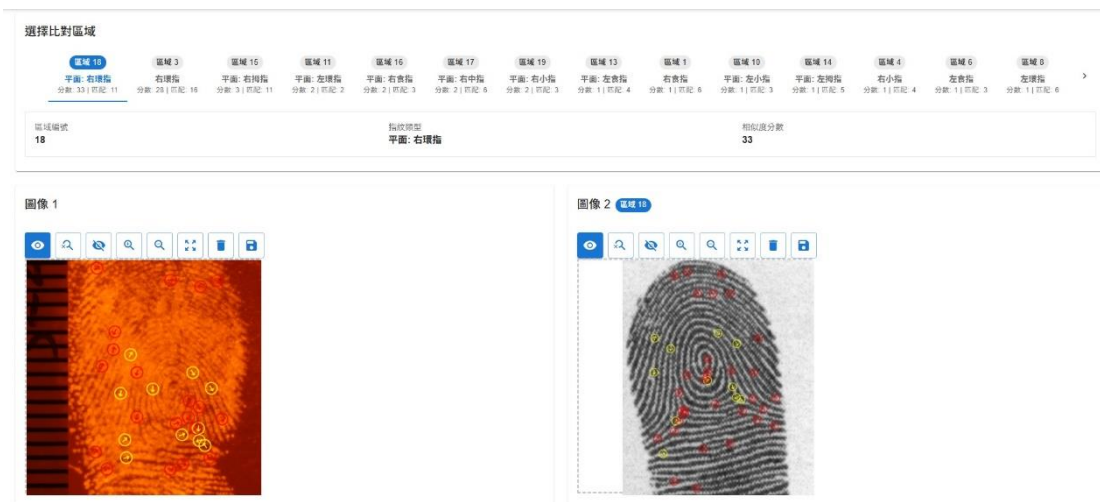 選擇比對區域
區域 18 區域 3 區域 15 區域 11 區域 16 區域 17 區域 19 區域 13 區域 1 區域 10 區域 14 區域 4 區域 6 區域 8
平面: 右環指 右環指 平面: 右拇指 平面: 左環指 平面: 右食指 平面: 右中指 平面: 右小指 平面: 左食指 右食指 平面: 左小指 平面: 左拇指 右小指 左食指 左環指
分數: 33 | 匹配: 11 分數: 28 | 匹配: 16 分數: 3 | 匹配: 11 分數: 2 | 匹配: 2 分數: 2 | 匹配: 3 分數: 2 | 匹配: 6 分數: 2 | 匹配: 3 分數: 1 | 匹配: 4 分數: 1 | 匹配: 6 分數: 1 | 匹配: 3 分數: 1 | 匹配: 5 分數: 1 | 匹配: 4 分數: 1 | 匹配: 3 分數: 1 | 匹配: 6
區域編號 指紋類型 相似度分數
18 平面: 右環指 33
圖像 1 圖像 2 區域 18